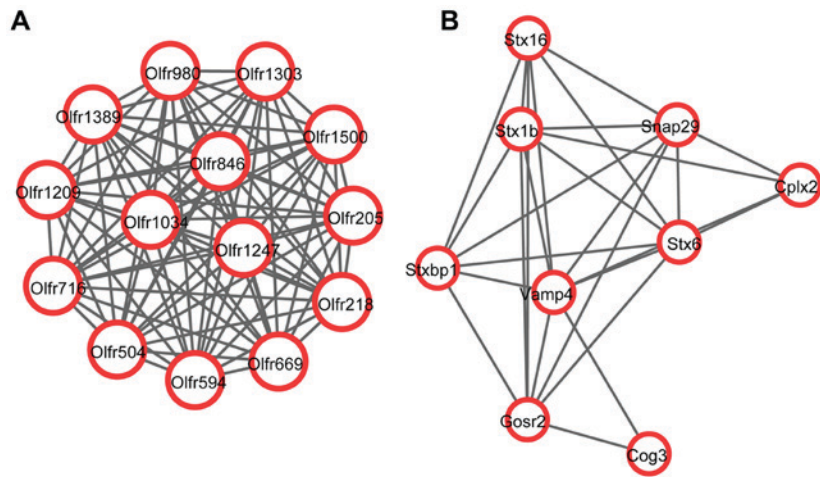 A
Olfr980
Olfr1303
Olfr1389
Olfr1500
Olfr846
Olfr1209
Olfr1034
Olfr205
Olfr1247
Olfr716
Olfr218
Olfr504
Olfr669
Olfr594
B
Stx16
Stx1b
Snap29
Cplx2
Stx6
Stxbp1
Vamp4
Gosr2
Cog3